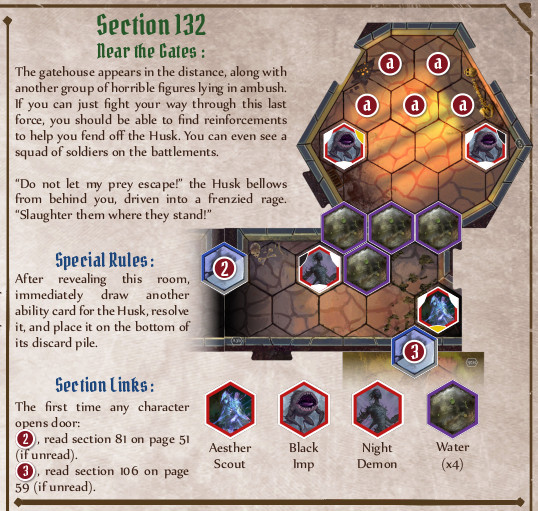 Section 132
Near the Gates :
The gatehouse appears in the distance, along with
another group of horrible figures lying in ambush.
If you can just fight your way through this last
force, you should be able to find reinforcements
to help you fend off the Husk. You can even see a
squad of soldiers on the battlements.
"Do not let my prey escape!" the Husk bellows
from behind you, driven into a frenzied rage.
"Slaughter them where they stand!"
Special Rules :
After revealing this room,
immediately draw another
ability card for the Husk, resolve
it, and place it on the bottom of
its discard pile.
Section Links :
The first time any character
opens door:
2, read section 81 on page 51
(if unread).
3, read section 106 on page
59 (if unread).
a a
a a a
2
3
Aesther
Scout
Black
Imp
Night
Demon
Water
(x4)